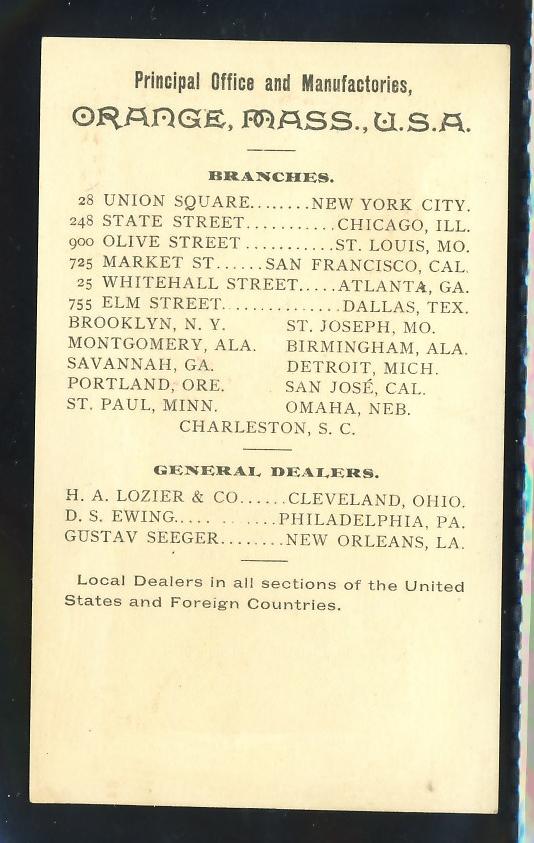 Principal Office and Manufactories,
ORANGE, MASS., U.S.A.
BRANCHES.
28 UNION SQUARE........NEW YORK CITY.
248 STATE STREET...........CHICAGO, ILL.
900 OLIVE STREET ...........ST. LOUIS, MO.
725 MARKET ST......SAN FRANCISCO, CAL.
25 WHITEHALL STREET.....ATLANTA, GA.
755 ELM STREET..............DALLAS, TEX.
BROOKLYN, N. Y. ST. JOSEPH, MO.
MONTGOMERY, ALA. BIRMINGHAM, ALA.
SAVANNAH, GA. DETROIT, MICH.
PORTLAND, ORE. SAN JOSÉ, CAL.
ST. PAUL, MINN. OMAHA, NEB.
CHARLESTON, S. C.
GENERAL DEALERS.
H. A. LOZIER & CO......CLEVELAND, OHIO.
D. S. EWING..... . .......PHILADELPHIA, PA.
GUSTAV SEEGER........NEW ORLEANS, LA.
Local Dealers in all sections of the United
States and Foreign Countries.